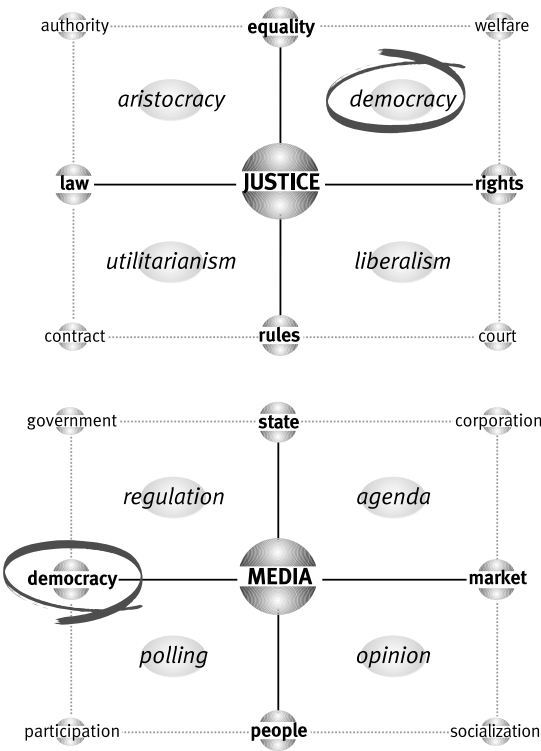 authority equality welfare
aristocracy democracy
law JUSTICE rights
utilitarianism liberalism
contract rules court
government state corporation
regulation agenda
democracy MEDIA market
polling opinion
participation people socialization